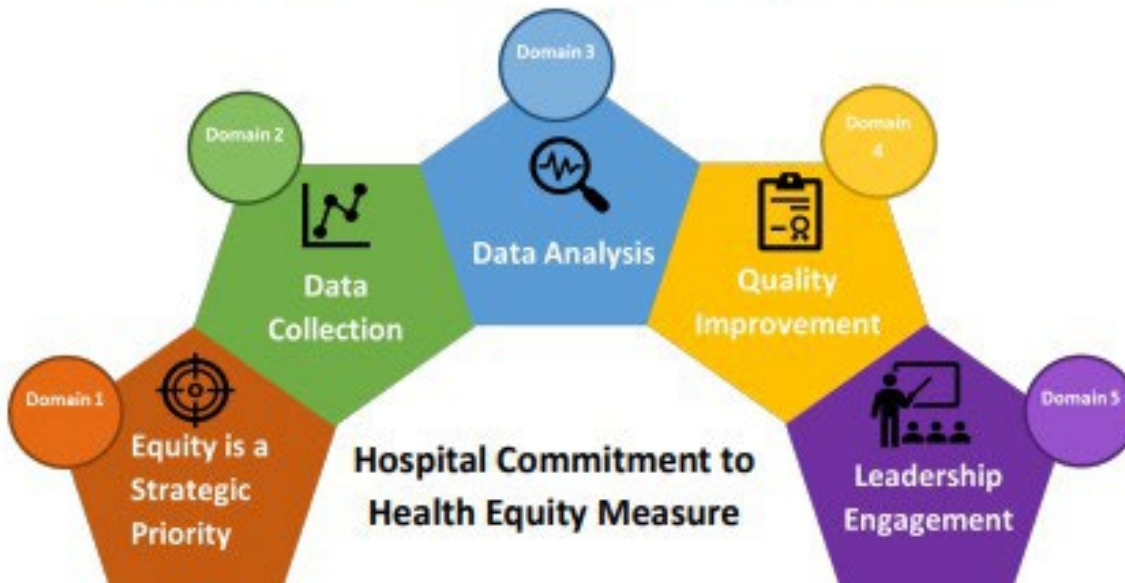 Domain 1
Equity is a
Strategic
Priority
Domain 2
Data
Collection
Domain 3
Data Analysis
Domain
4
Quality
Improvement
Domain 5
Leadership
Engagement
Hospital Commitment to
Health Equity Measure